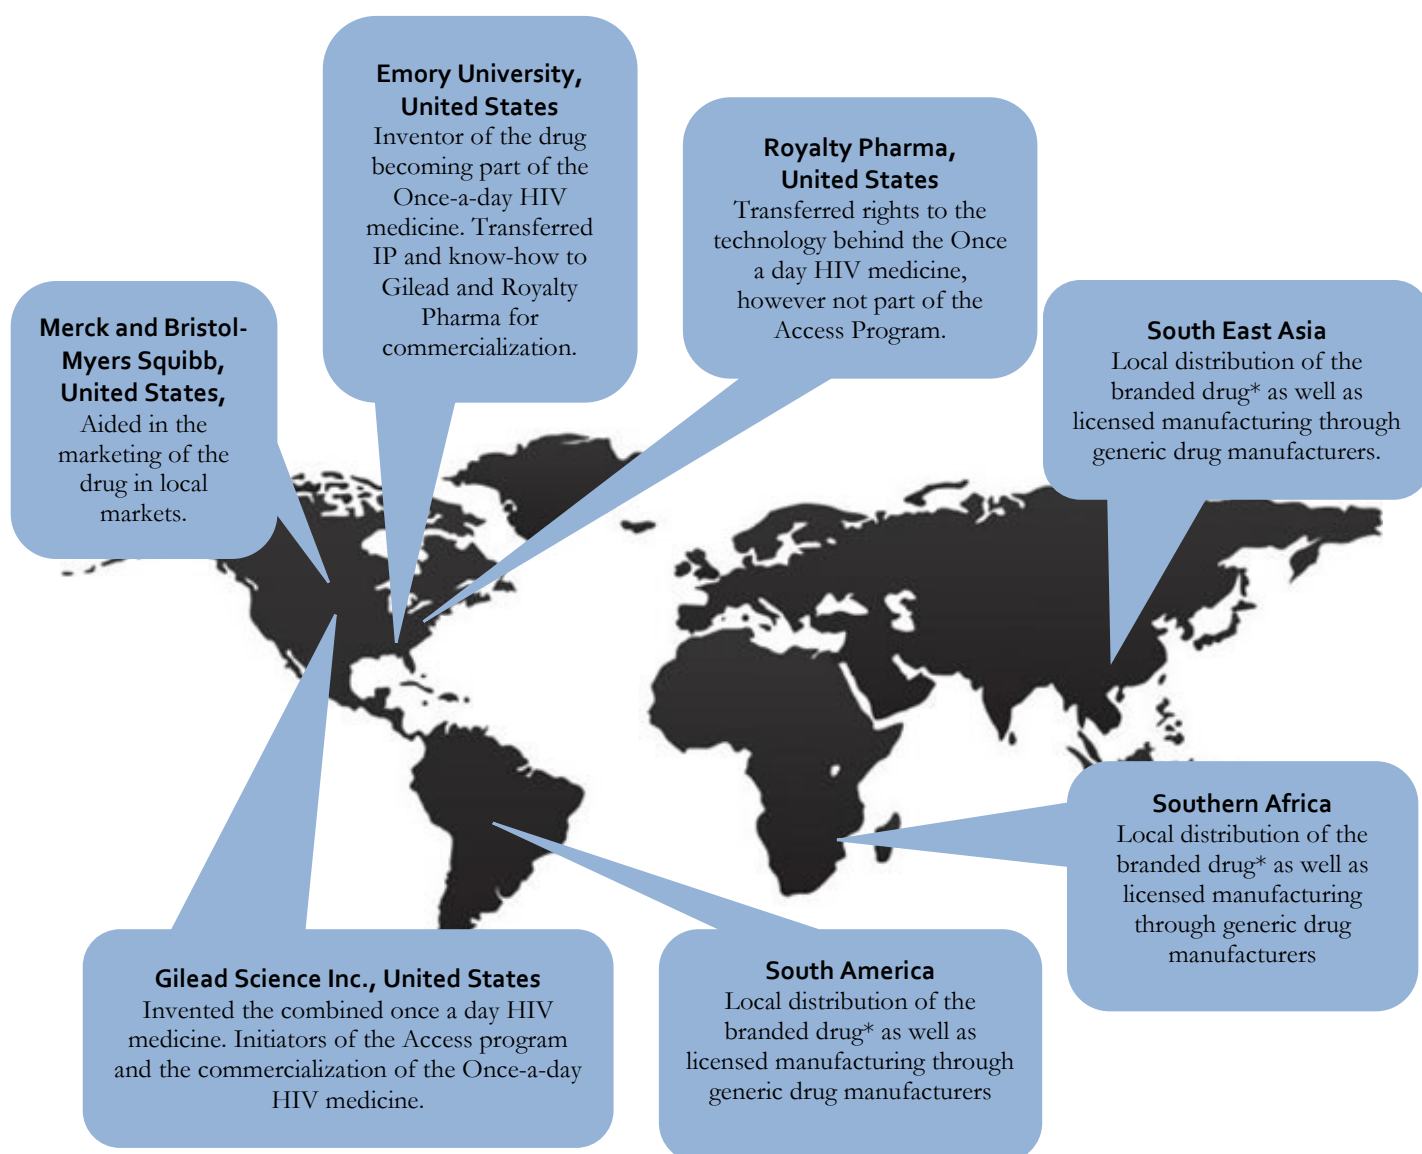 Emory University,
United States
Inventor of the drug
becoming part of the
Once-a-day HIV
medicine. Transferred
IP and know-how to
Gilead and Royalty
Pharma for
commercialization.
Royalty Pharma,
United States
Transferred rights to the
technology behind the Once
a day HIV medicine,
however not part of the
Access Program.
Merck and Bristol-
Myers Squibb,
United States,
Aided in the
marketing of the
drug in local
markets.
South East Asia
Local distribution of the
branded drug* as well as
licensed manufacturing through
generic drug manufacturers.
Southern Africa
Local distribution of the
branded drug* as well as
licensed manufacturing
through generic drug
manufacturers
Gilead Science Inc., United States
Invented the combined once a day HIV
medicine. Initiators of the Access program
and the commercialization of the Once-a-day
HIV medicine.
South America
Local distribution of the
branded drug* as well as
licensed manufacturing through
generic drug manufacturers